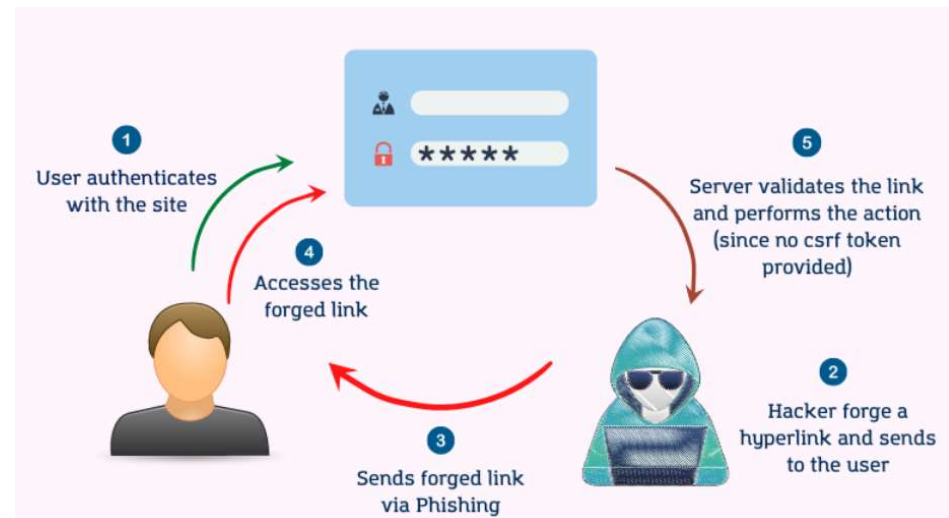 1
User authenticates
with the site
*****
4
Accesses the
forged link
5
Server validates the link
and performs the action
(since no csrf token
provided)
2
Hacker forge a
hyperlink and sends
to the user
3
Sends forged link
via Phishing